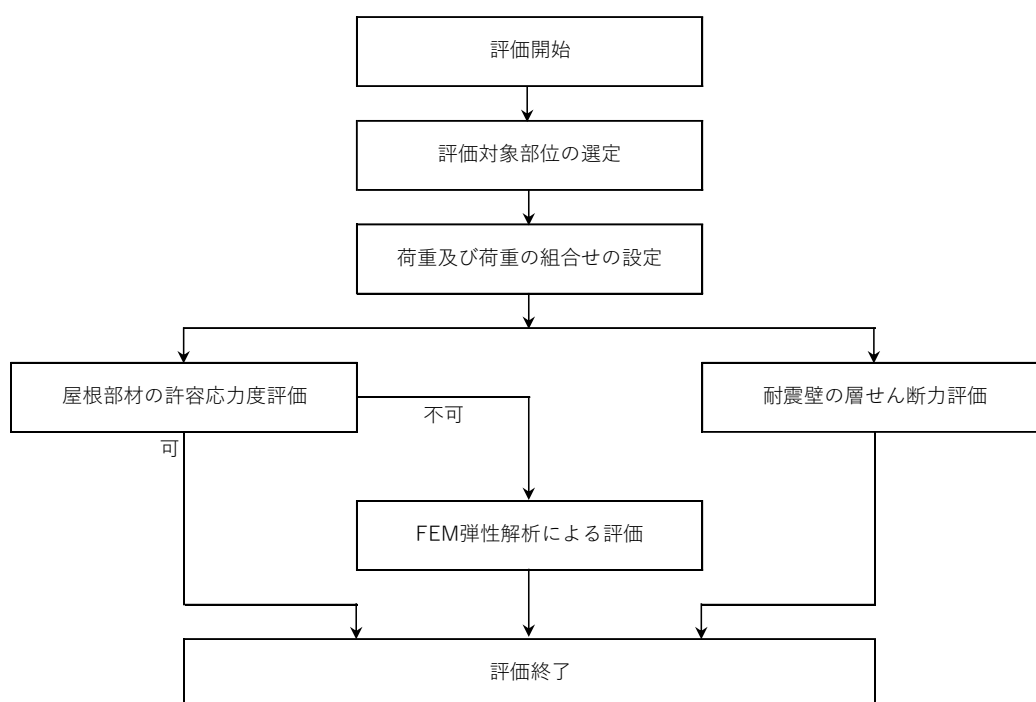 評価開始
評価対象部位の選定
荷重及び荷重の組合せの設定
屋根部材の許容応力度評価
耐震壁の層せん断力評価
不可
可
FEM弾性解析による評価
評価終了